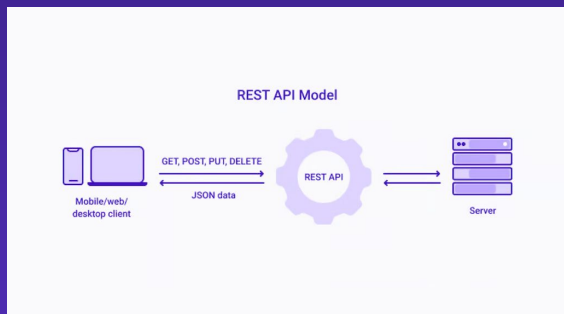 REST API Model
GET, POST, PUT, DELETE
REST API
JSON data
Mobile/web/
desktop client
Server